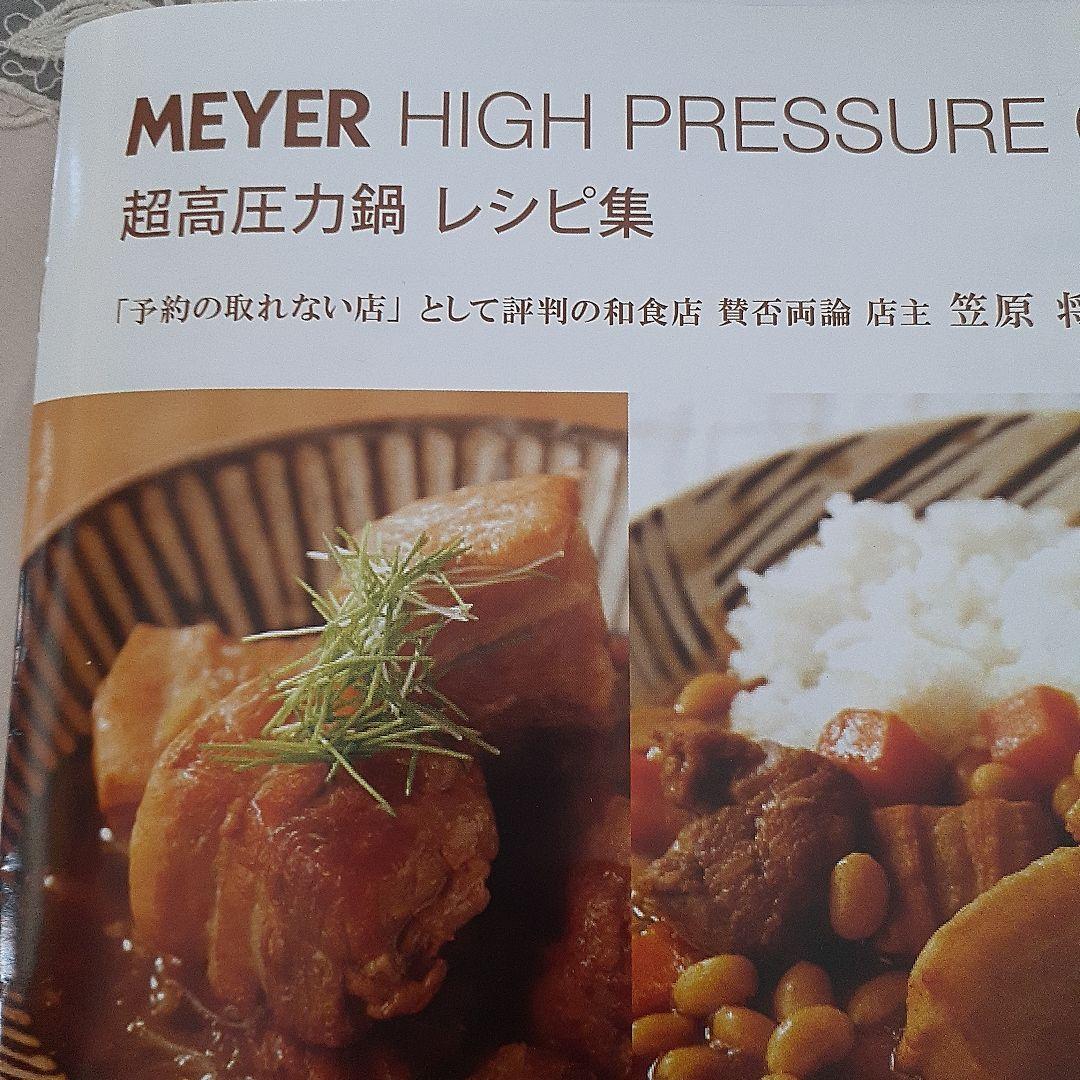 MEYER HIGH PRESSURE
超高圧力鍋 レシピ集
「予約の取れない店」として評判の和食店 賛否両論 店主 笠原 将